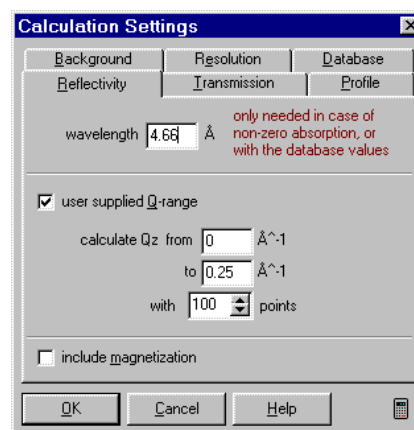 Calculation Settings
Background Resolution Database
Reflectivity Transmission Profile
only needed in case of
wavelength 4.66 Å non-zero absorption, or
with the database values
user supplied Q-range
calculate Qz from 0 Å^-1
to 0.25 Å^-1
with 100 points
include magnetization
OK Cancel Help